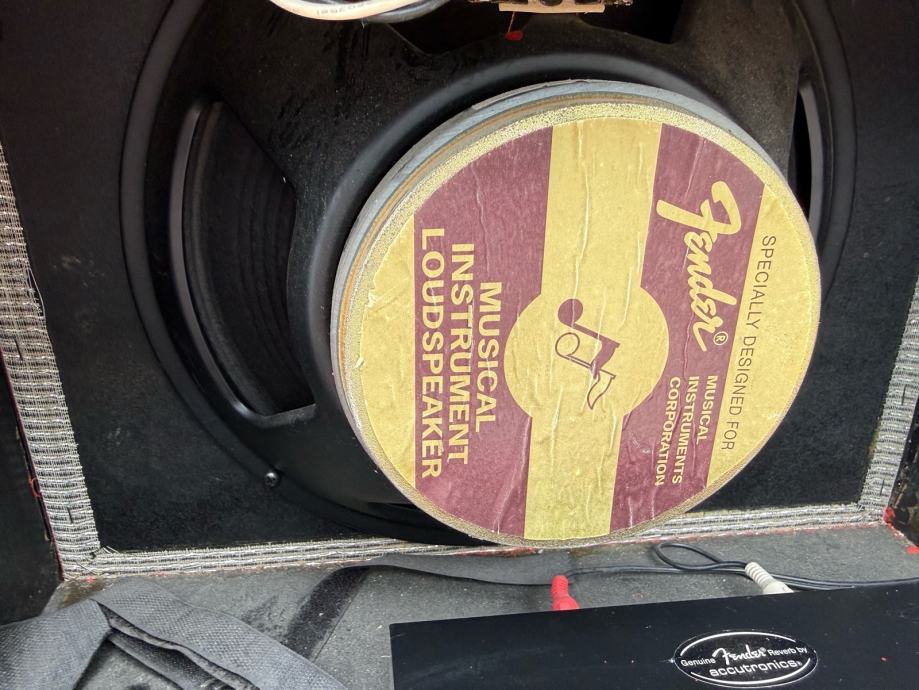 SPECIALLY DESIGNED FOR
Fender®
MUSICAL
INSTRUMENTS
CORPORATION
MUSICAL
INSTRUMENT
LOUDSPEAKER
Genuine Fender® Reverb by
accutronics®